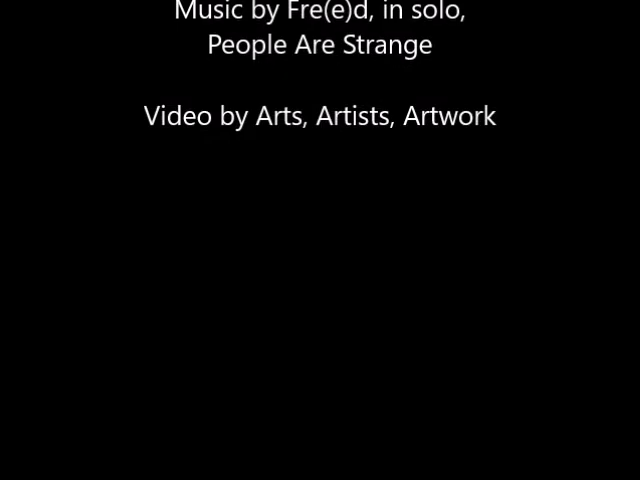 Music by Fre(e)d, in solo,
People Are Strange
Video by Arts, Artists, Artwork